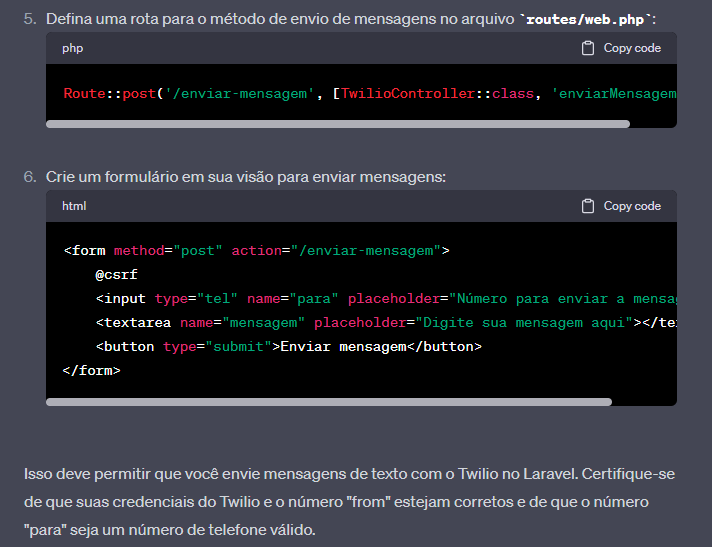 5. Defina uma rota para o método de envio de mensagens no arquivo `routes/web.php`:
php Copy code
Route::post('/enviar-mensagem', [TwilioController::class, 'enviarMensagem
6. Crie um formulário em sua visão para enviar mensagens:
html Copy code
<form method="post" action="/enviar-mensagem">
    @csrf
    <input type="tel" name="para" placeholder="Número para enviar a mensa
    <textarea name="mensagem" placeholder="Digite sua mensagem aqui"></te
    <button type="submit">Enviar mensagem</button>
</form>
Isso deve permitir que você envie mensagens de texto com o Twilio no Laravel. Certifique-se
de que suas credenciais do Twilio e o número "from" estejam corretos e de que o número
"para" seja um número de telefone válido.